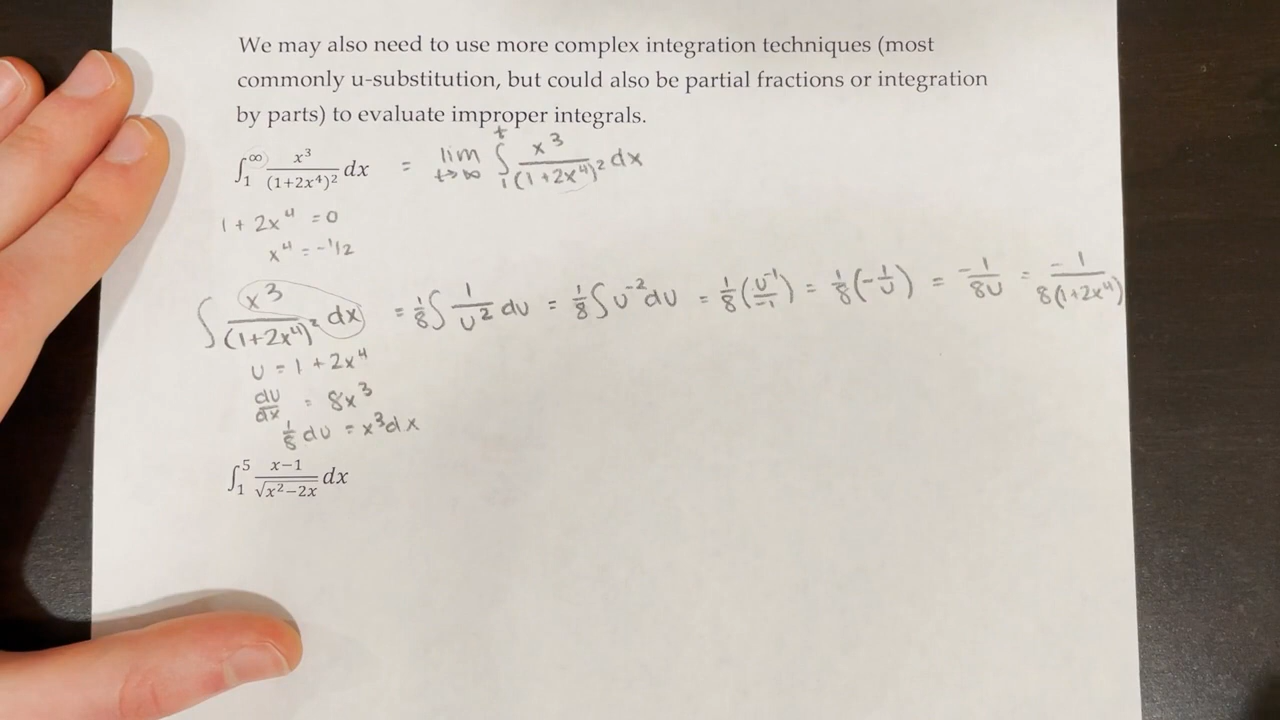 We may also need to use more complex integration techniques (most
commonly u-substitution, but could also be partial fractions or integration
by parts) to evaluate improper integrals.
∫₁^∞ x³/(1+2x⁴)² dx = lim t→∞ ∫₁^t x³/(1+2x⁴)² dx
1 + 2x⁴ = 0
x⁴ = -1/2
∫ x³/(1+2x⁴)² dx = 1/8 ∫ 1/u² du = 1/8 ∫ u⁻² du = 1/8 (u⁻¹/-1) = 1/8 (-1/u) = -1/8u = -1/8(1+2x⁴)
u = 1 + 2x⁴
du/dx = 8x³
1/8 du = x³dx
∫₁⁵ x−1/√x²−2x dx